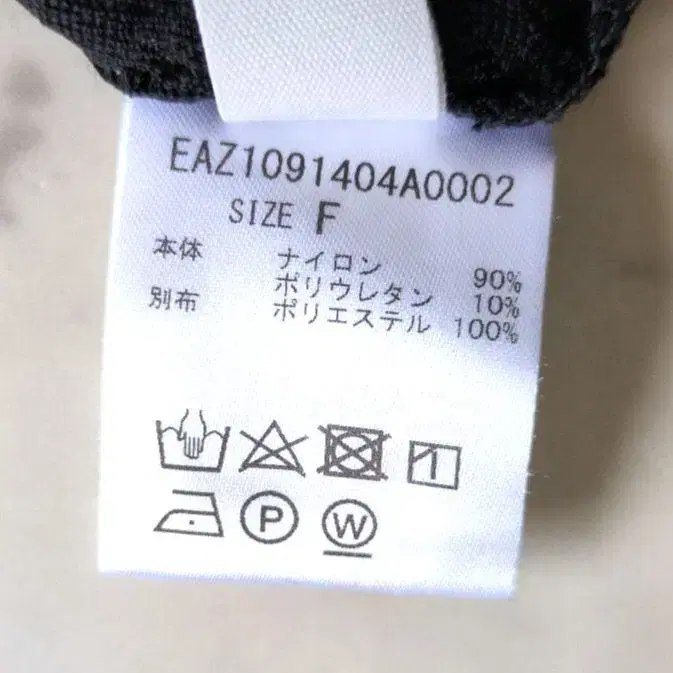 EAZ1091404A0002
SIZE F
本体 ナイロン 90%
ポリウレタン 10%
別布 ポリエステル 100%
P
W